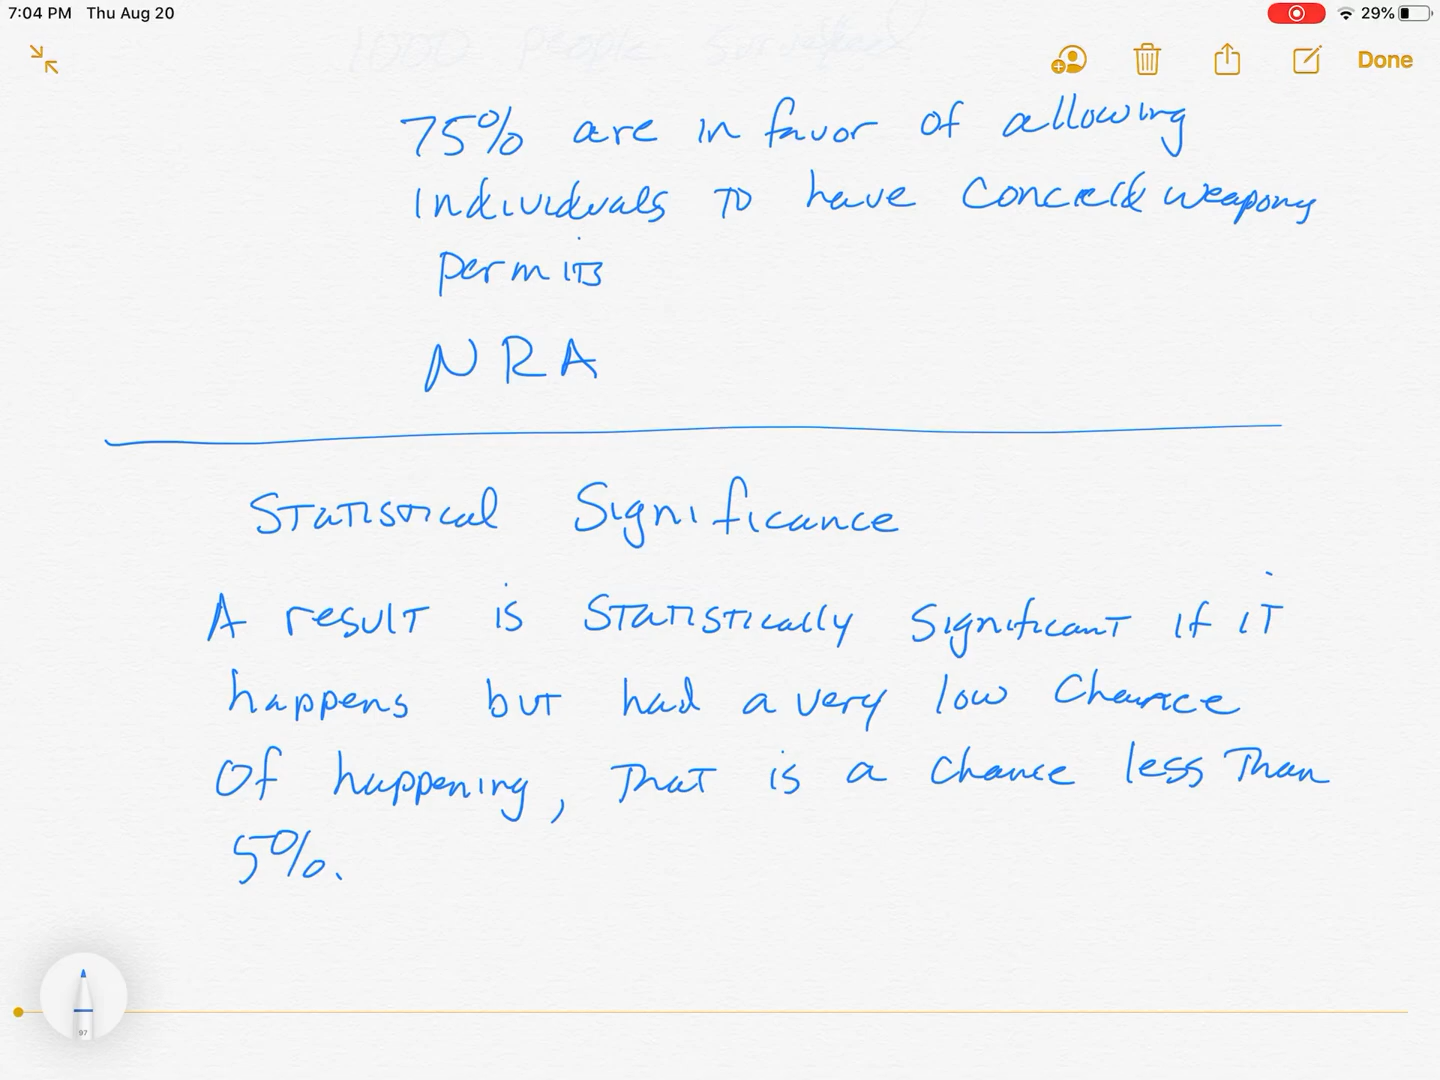 7:04 PM Thu Aug 20
29%
people
75% are in favor of allowing
Individuals to have weapons
permits
NRA
Statistical Significance
A result is statistically significant if it
happens but had a very low chance
Of happening, That is a chance less Than
5%.
Done
97